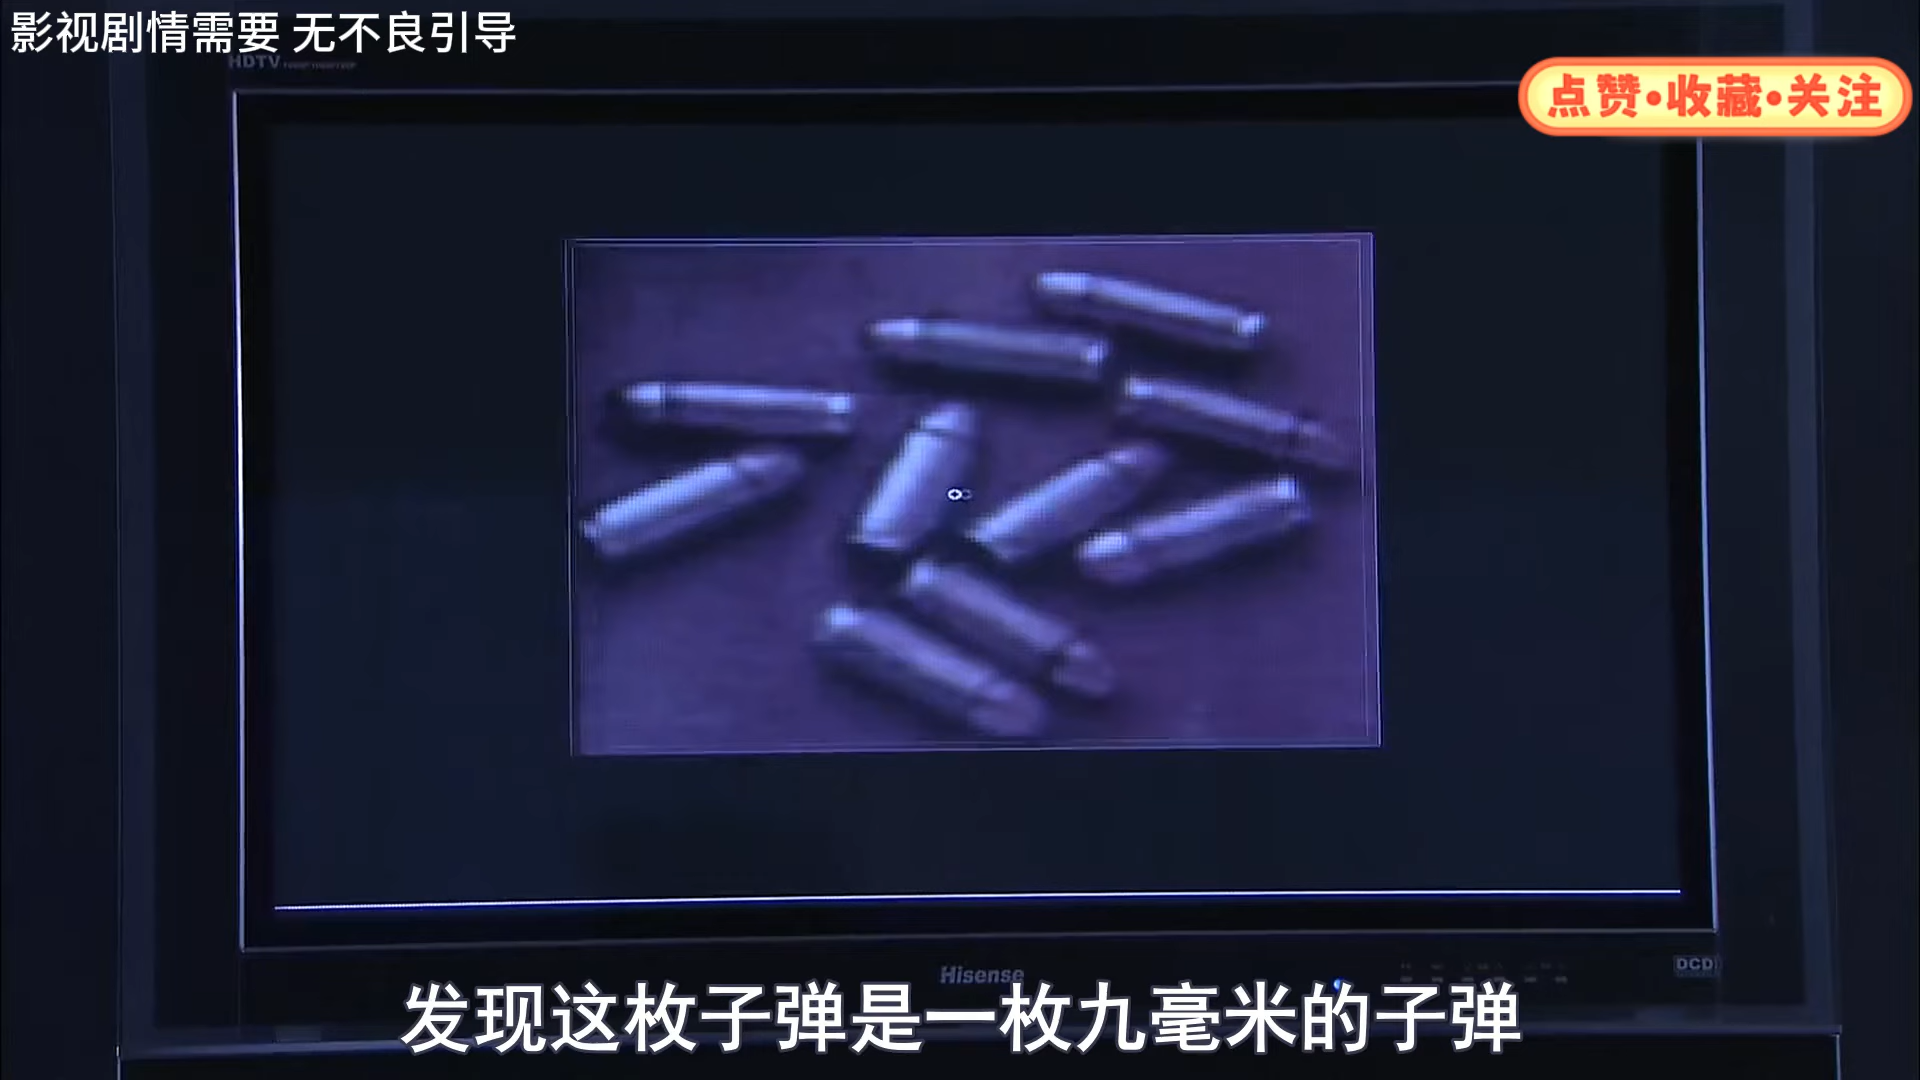 影视剧情需要 无不良引导
HDTV
点赞•收藏•关注
Hisense
DCDi
发现这枚子弹是一枚九毫米的子弹